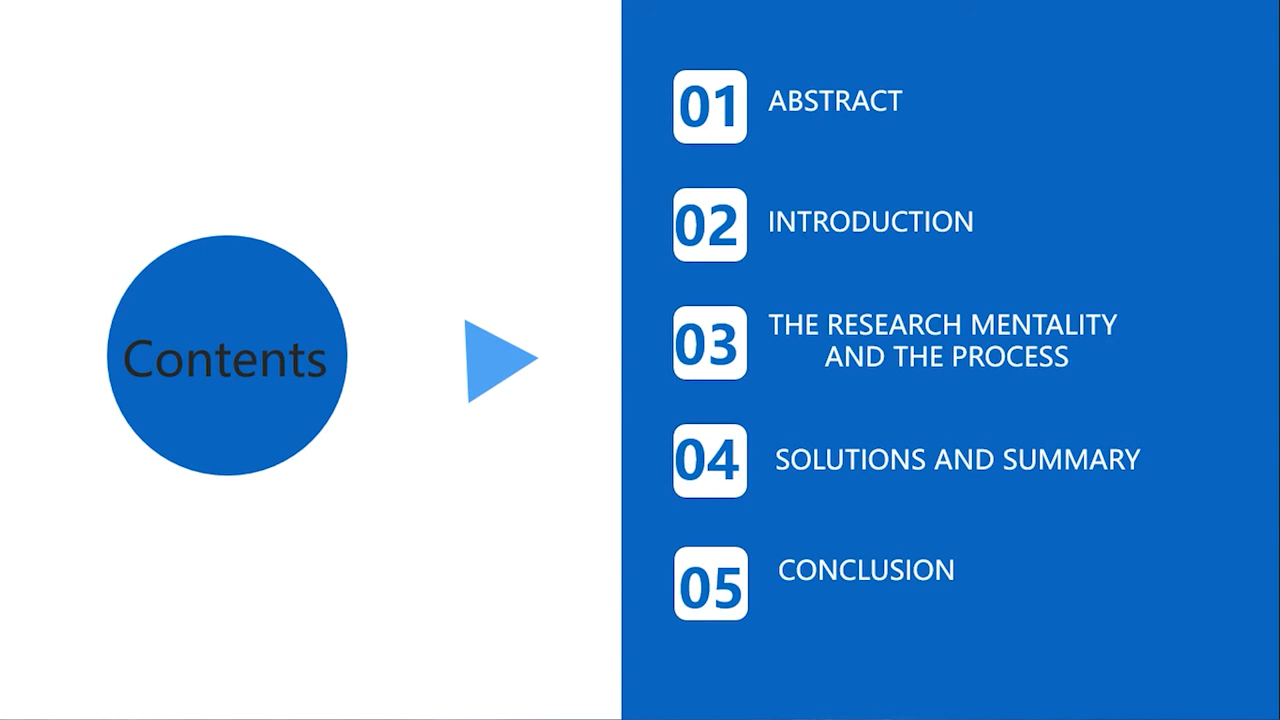 Contents
01 ABSTRACT
02 INTRODUCTION
03 THE RESEARCH MENTALITY
AND THE PROCESS
04 SOLUTIONS AND SUMMARY
05 CONCLUSION